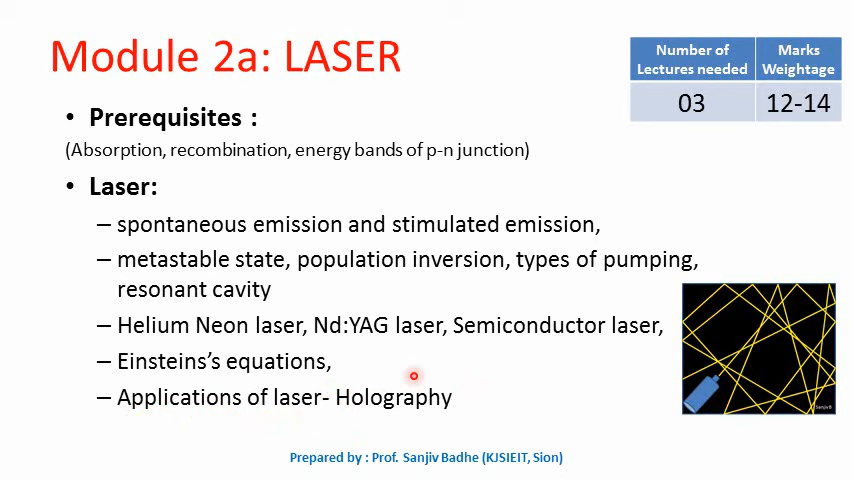 Module 2a: LASER
Number of Lectures needed
Marks Weightage
03
12-14
• Prerequisites :
(Absorption, recombination, energy bands of p-n junction)
• Laser:
– spontaneous emission and stimulated emission,
– metastable state, population inversion, types of pumping,
resonant cavity
– Helium Neon laser, Nd:YAG laser, Semiconductor laser,
– Einsteins’s equations,
– Applications of laser- Holography
Sanjiv B
Prepared by : Prof. Sanjiv Badhe (KJSIEIT, Sion)